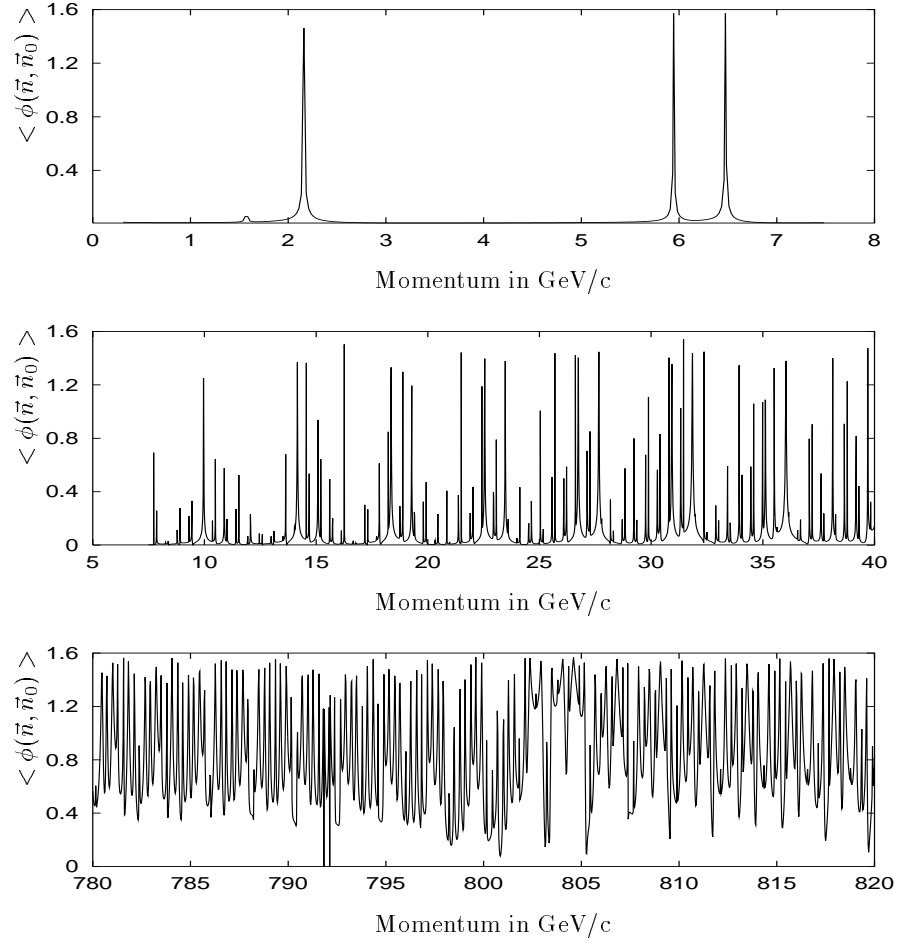 < ϕ(n⃗, n⃗₀) >
1.6
1.2
0.8
0.4
0 1 2 3 4 5 6 7 8
Momentum in GeV/c
< ϕ(n⃗, n⃗₀) >
1.6
1.2
0.8
0.4
0
5 10 15 20 25 30 35 40
Momentum in GeV/c
< ϕ(n⃗, n⃗₀) >
1.6
1.2
0.8
0.4
0
780 785 790 795 800 805 810 815 820
Momentum in GeV/c